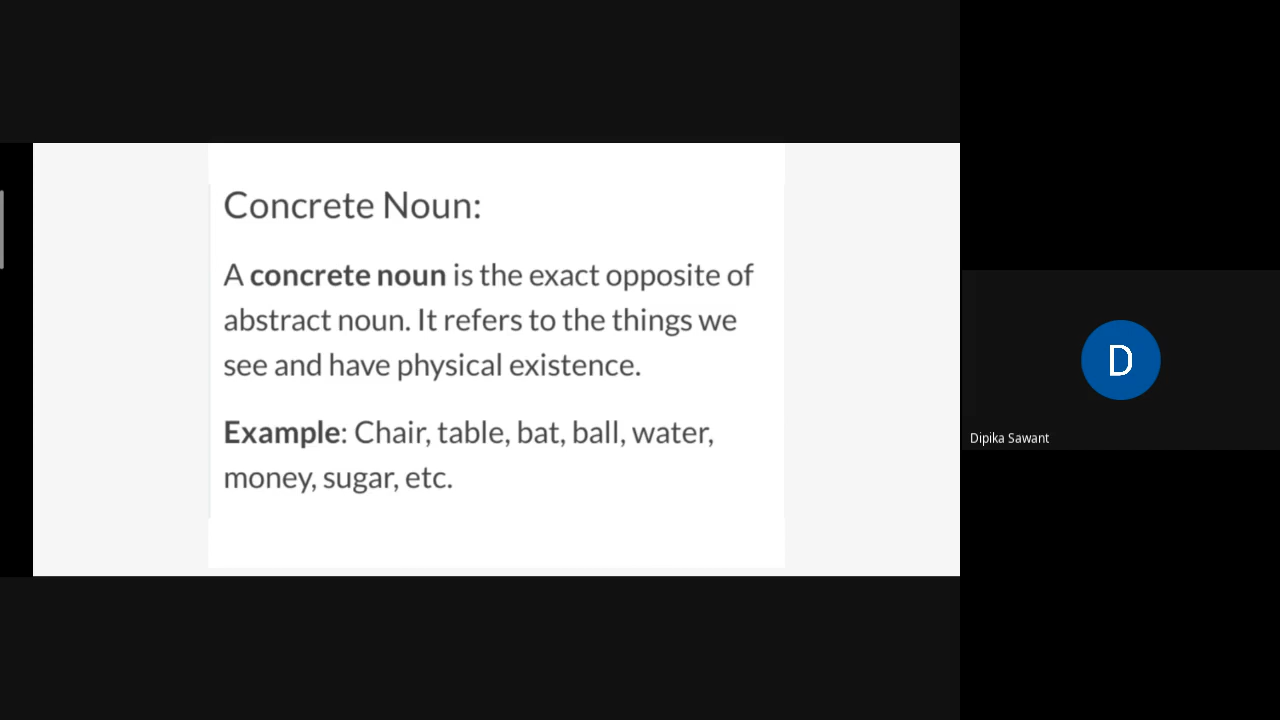 Concrete Noun:
A concrete noun is the exact opposite of
abstract noun. It refers to the things we
see and have physical existence.
Example: Chair, table, bat, ball, water,
money, sugar, etc.
D
Dipika Sawant